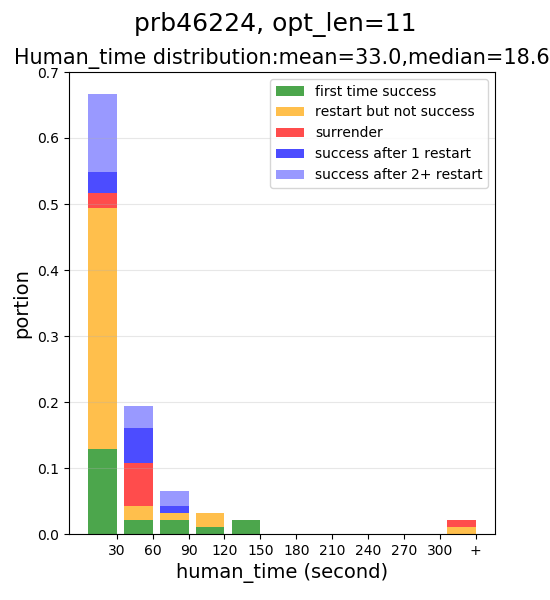 prb46224, opt_len=11
Human_time distribution:mean=33.0,median=18.6
first time success
restart but not success
surrender
success after 1 restart
success after 2+ restart
0.7
0.6
0.5
0.4
0.3
0.2
0.1
0.0
portion
30 60 90 120 150 180 210 240 270 300 +
human_time (second)